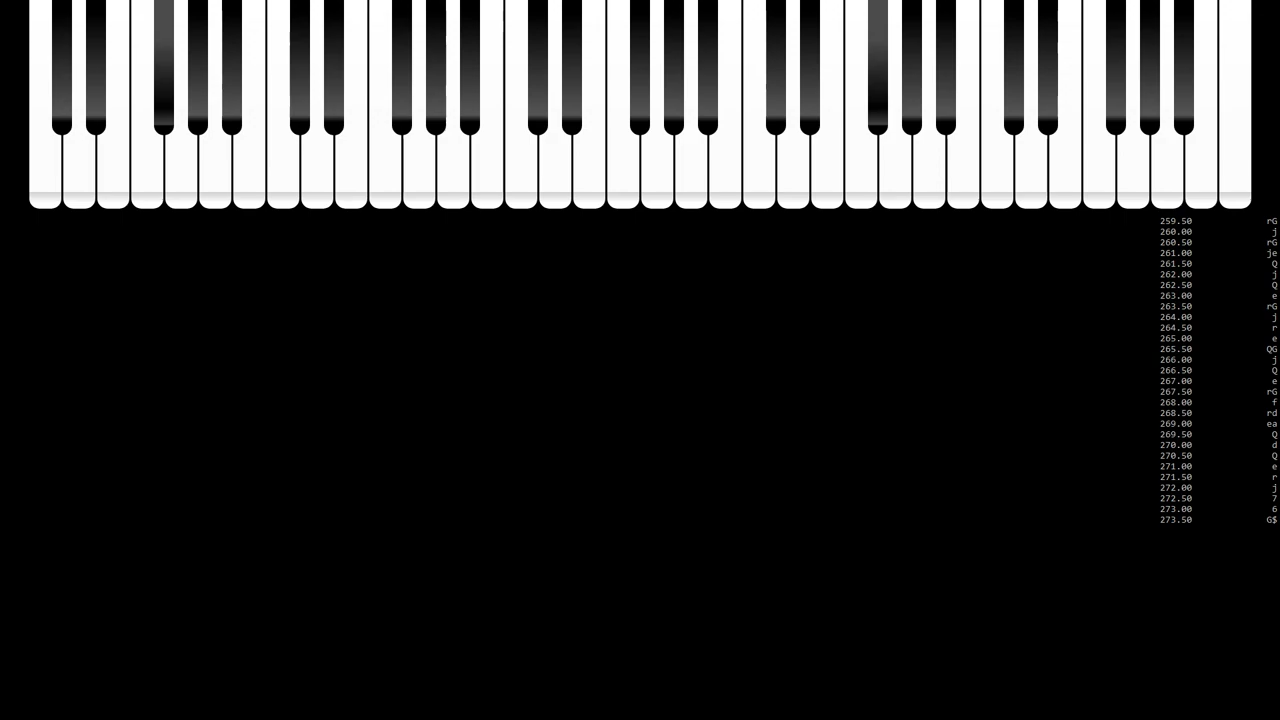 259.50 rG
260.00 j
260.50 rG
261.00 je
261.50 Q
262.00 j
262.50 Q
263.00 e
263.50 rG
264.00 j
264.50 r
265.00 e
265.50 QG
266.00 j
266.50 Q
267.00 e
267.50 rG
268.00 f
268.50 rd
269.00 ea
269.50 Q
270.00 d
270.50 Q
271.00 e
271.50 r
272.00 j
272.50 7
273.00 6
273.50 G$